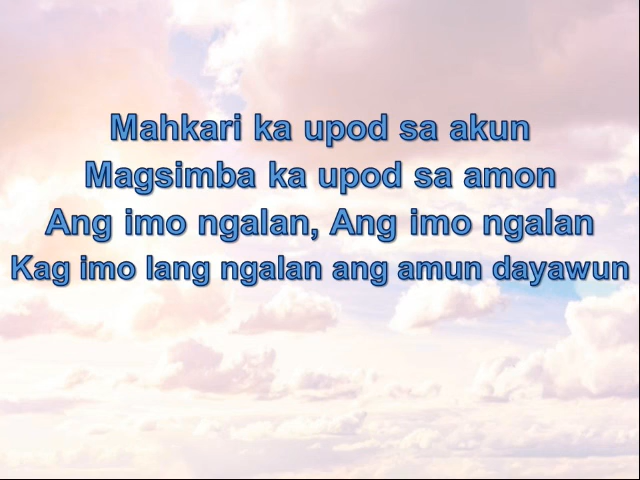 Mahkari ka upod sa akun
Magsimba ka upod sa amon
Ang imo ngalan, Ang imo ngalan
Kag imo lang ngalan ang amun dayawun